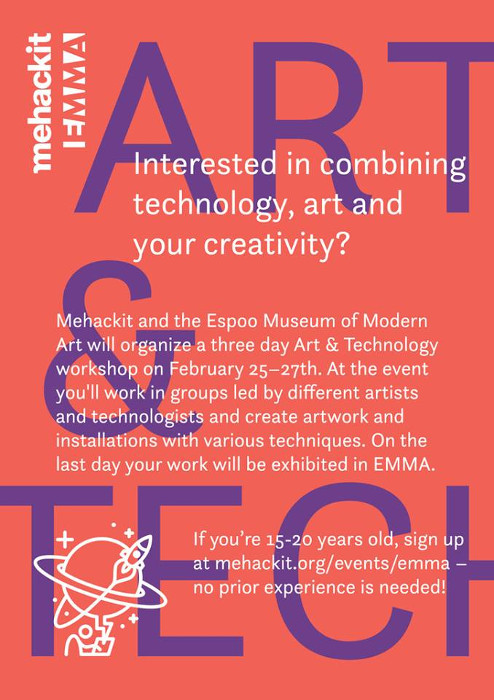 mehackit
EMMA
ART
Interested in combining
technology, art and
your creativity?
&
Mehackit and the Espoo Museum of Modern
Art will organize a three day Art & Technology
workshop on February 25–27th. At the event
you'll work in groups led by different artists
and technologists and create artwork and
installations with various techniques. On the
last day your work will be exhibited in EMMA.
TECH
If you're 15-20 years old, sign up
at mehackit.org/events/emma –
no prior experience is needed!